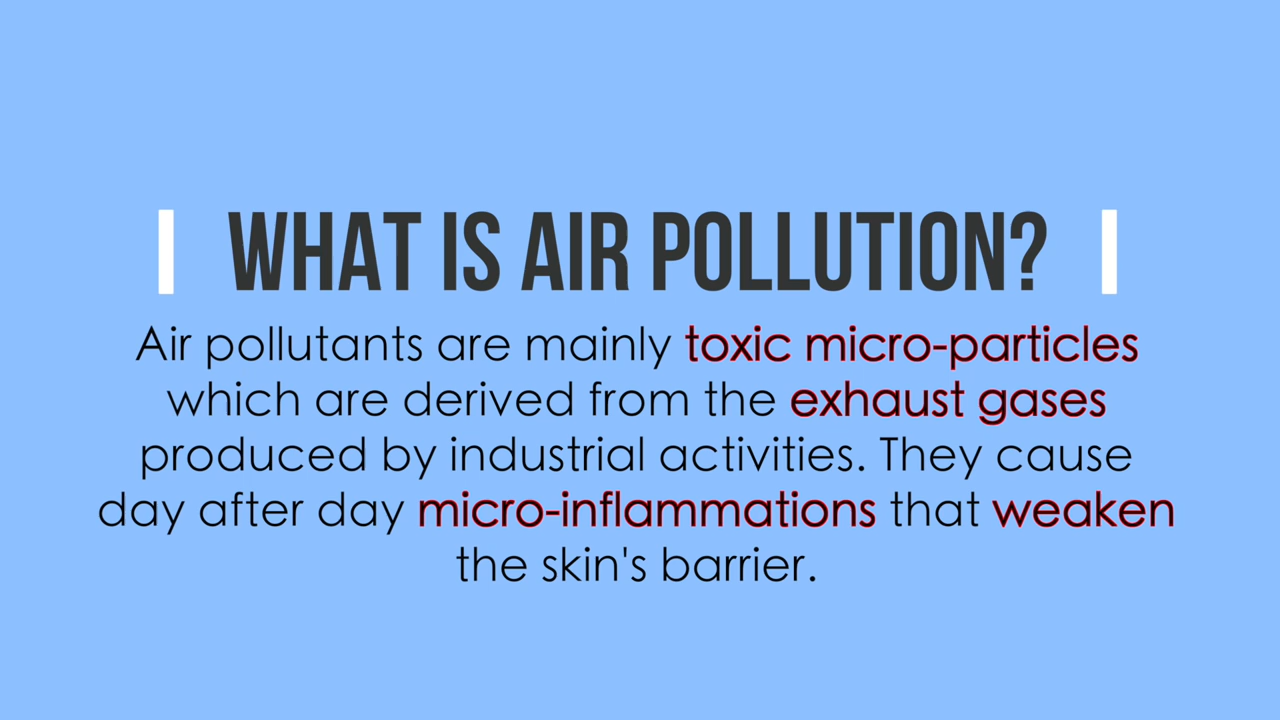 WHAT IS AIR POLLUTION?
Air pollutants are mainly toxic micro-particles
which are derived from the exhaust gases
produced by industrial activities. They cause
day after day micro-inflammations that weaken
the skin's barrier.